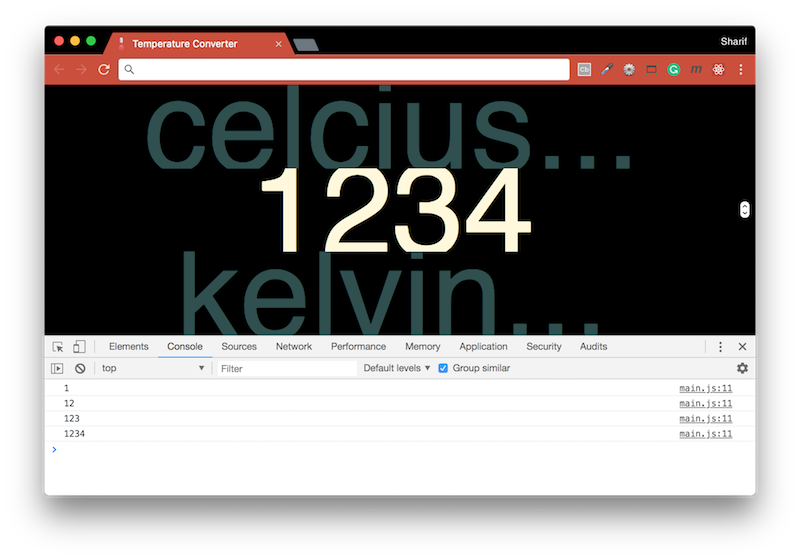 Temperature Converter
Sharif
celcius...
1234
kelvin...
Elements Console Sources Network Performance Memory Application Security Audits
top Filter Default levels Group similar
1 main.js:11
12 main.js:11
123 main.js:11
1234 main.js:11